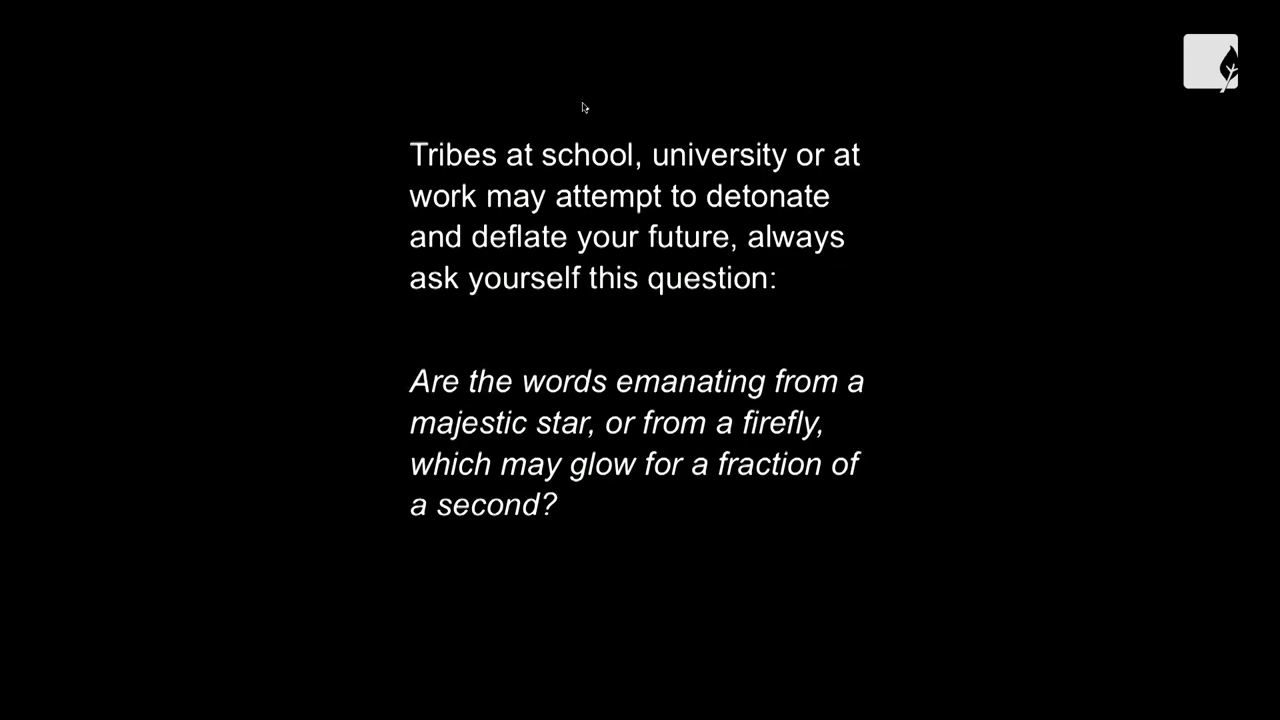 Tribes at school, university or at
work may attempt to detonate
and deflate your future, always
ask yourself this question:
Are the words emanating from a
majestic star, or from a firefly,
which may glow for a fraction of
a second?